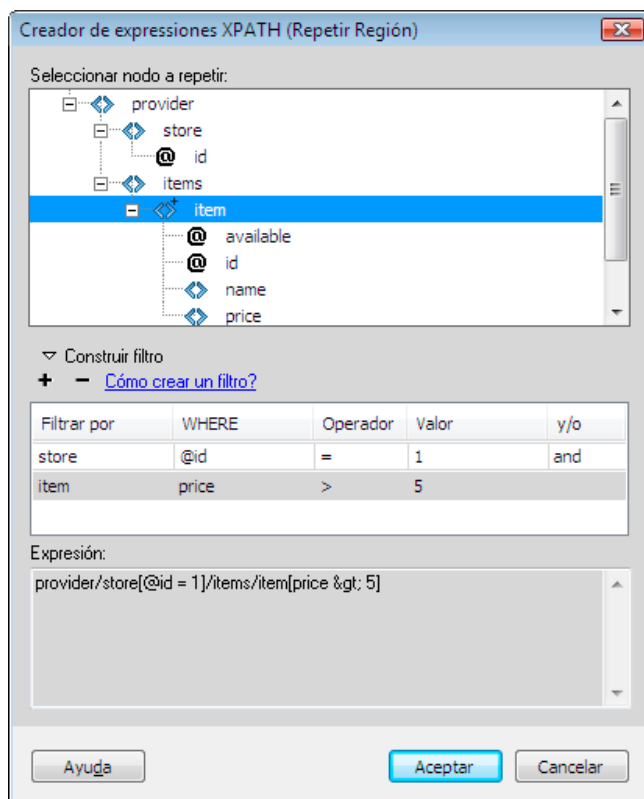 Creador de expresiones XPATH (Repetir Región)
Seleccionar nodo a repetir:
provider
store
@ id
items
item
@ available
@ id
name
price
Construir filtro
+ − Cómo crear un filtro?
Filtrar por WHERE Operador Valor y/o
store @id = 1 and
item price > 5
Expresión:
provider/store[@id = 1]/items/item[price &gt; 5]
Ayuda Aceptar Cancelar